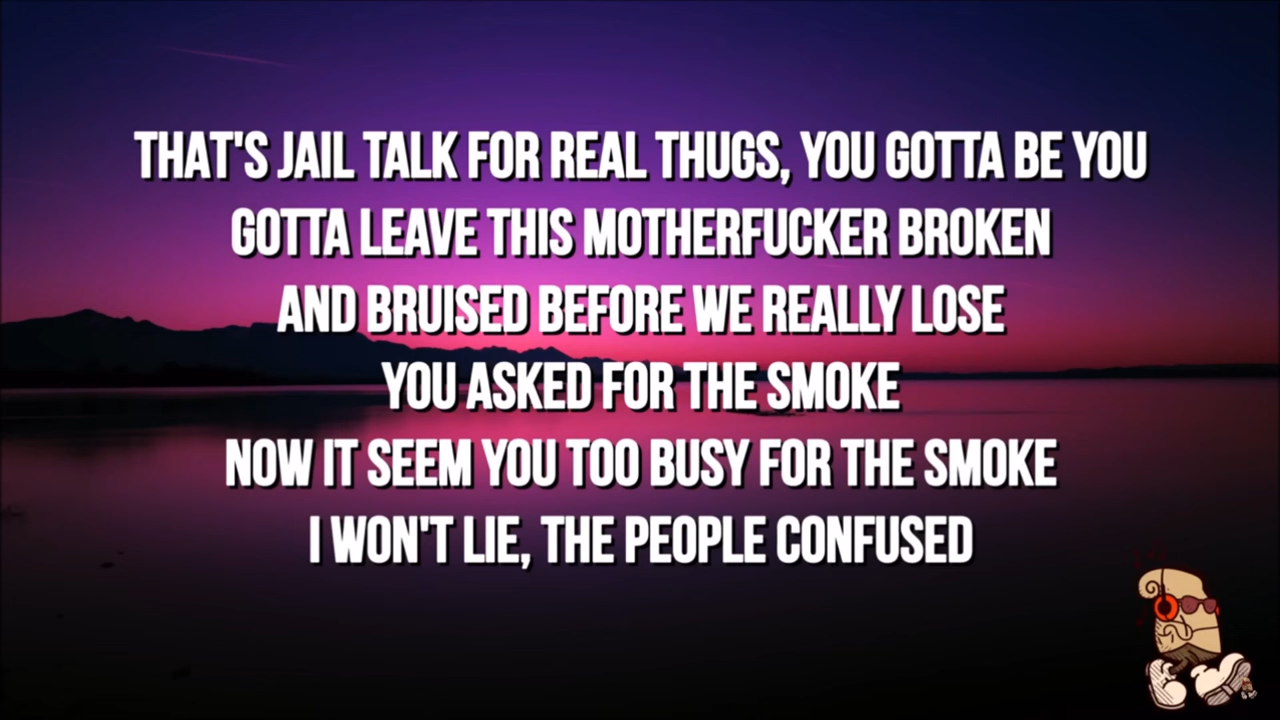 THAT'S JAIL TALK FOR REAL THUGS, YOU GOTTA BE YOU
GOTTA LEAVE THIS MOTHERFUCKER BROKEN
AND BRUISED BEFORE WE REALLY LOSE
YOU ASKED FOR THE SMOKE
NOW IT SEEM YOU TOO BUSY FOR THE SMOKE
I WON'T LIE, THE PEOPLE CONFUSED